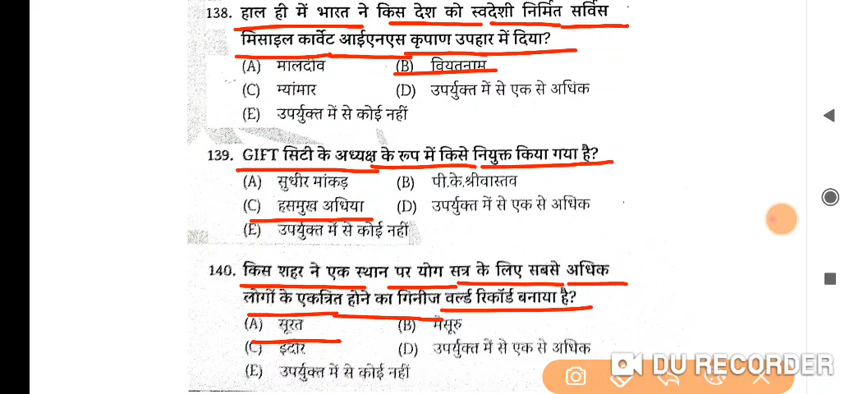 138. हाल ही में भारत ने किस देश को स्वदेशी निर्मित सर्विस
मिसाइल कार्वेट आईएनएस कृपाण उपहार में दिया?
(A) मालदीव (B) वियतनाम
(C) म्यांमार (D) उपर्युक्त में से एक से अधिक
(E) उपर्युक्त में से कोई नहीं
139. GIFT सिटी के अध्यक्ष के रूप में किसे नियुक्त किया गया है?
(A) सुधीर मांकड़ (B) पी.के.श्रीवास्तव
(C) हसमुख अधिया (D) उपर्युक्त में से एक से अधिक
(E) उपर्युक्त में से कोई नहीं
140. किस शहर ने एक स्थान पर योग सत्र के लिए सबसे अधिक
लोगों के एकत्रित होने का गिनीज वर्ल्ड रिकॉर्ड बनाया है?
(A) सूरत (B) मैसूरु
(C) इंदौर (D) उपर्युक्त में से एक से अधिक
(E) उपर्युक्त में से कोई नहीं
DU RECORDER